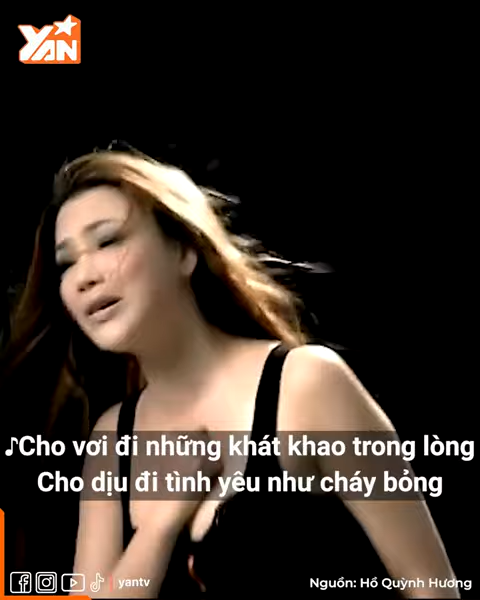 YAN
♪Cho vơi đi những khát khao trong lòng
Cho dịu đi tình yêu như cháy bỏng
yantv
Nguồn: Hồ Quỳnh Hương